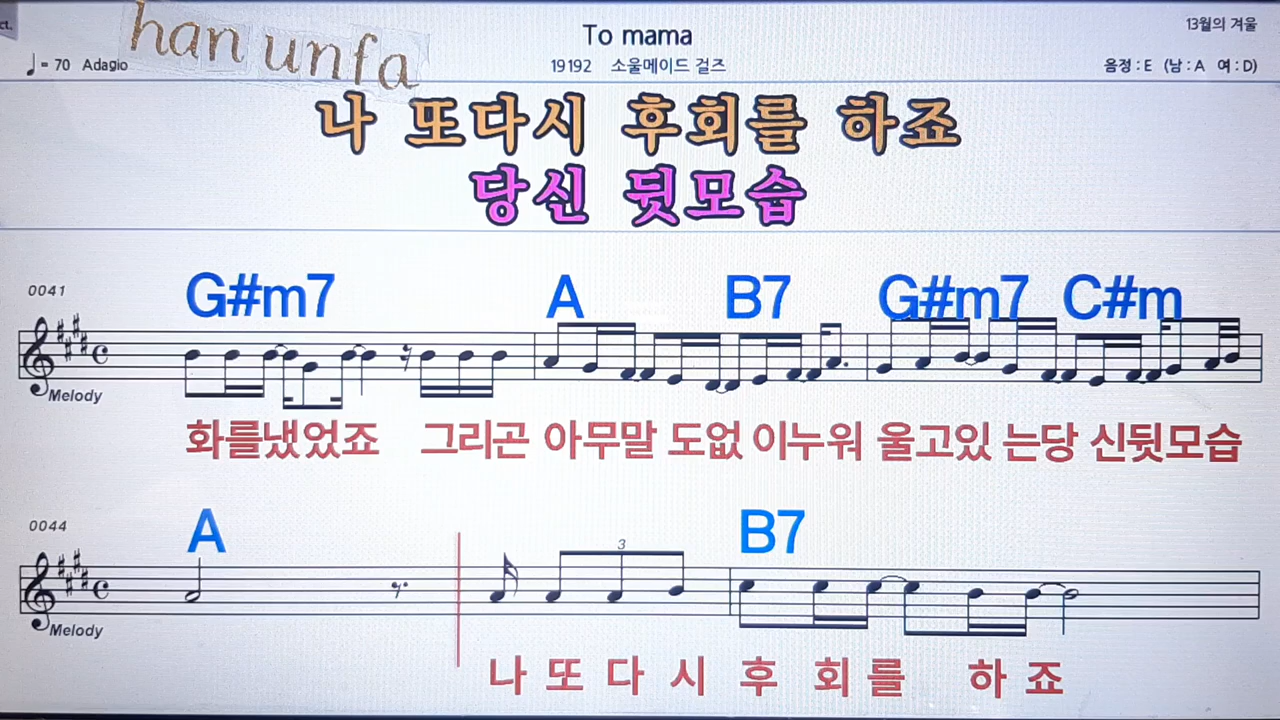 ct.
han unfa
To mama
13월의 겨울
♩= 70 Adagio
19192 소울메이드 걸즈
음정 : E (남 : A 여 : D)
나 또다시 후회를 하죠
당신 뒷모습
0041
G#m7 A B7 G#m7 C#m
Melody
화를냈었죠 그리곤 아무말 도없 이누워 울고있 는당 신뒷모습
0044
A B7
3
Melody
나 또 다 시 후 회 를 하 죠